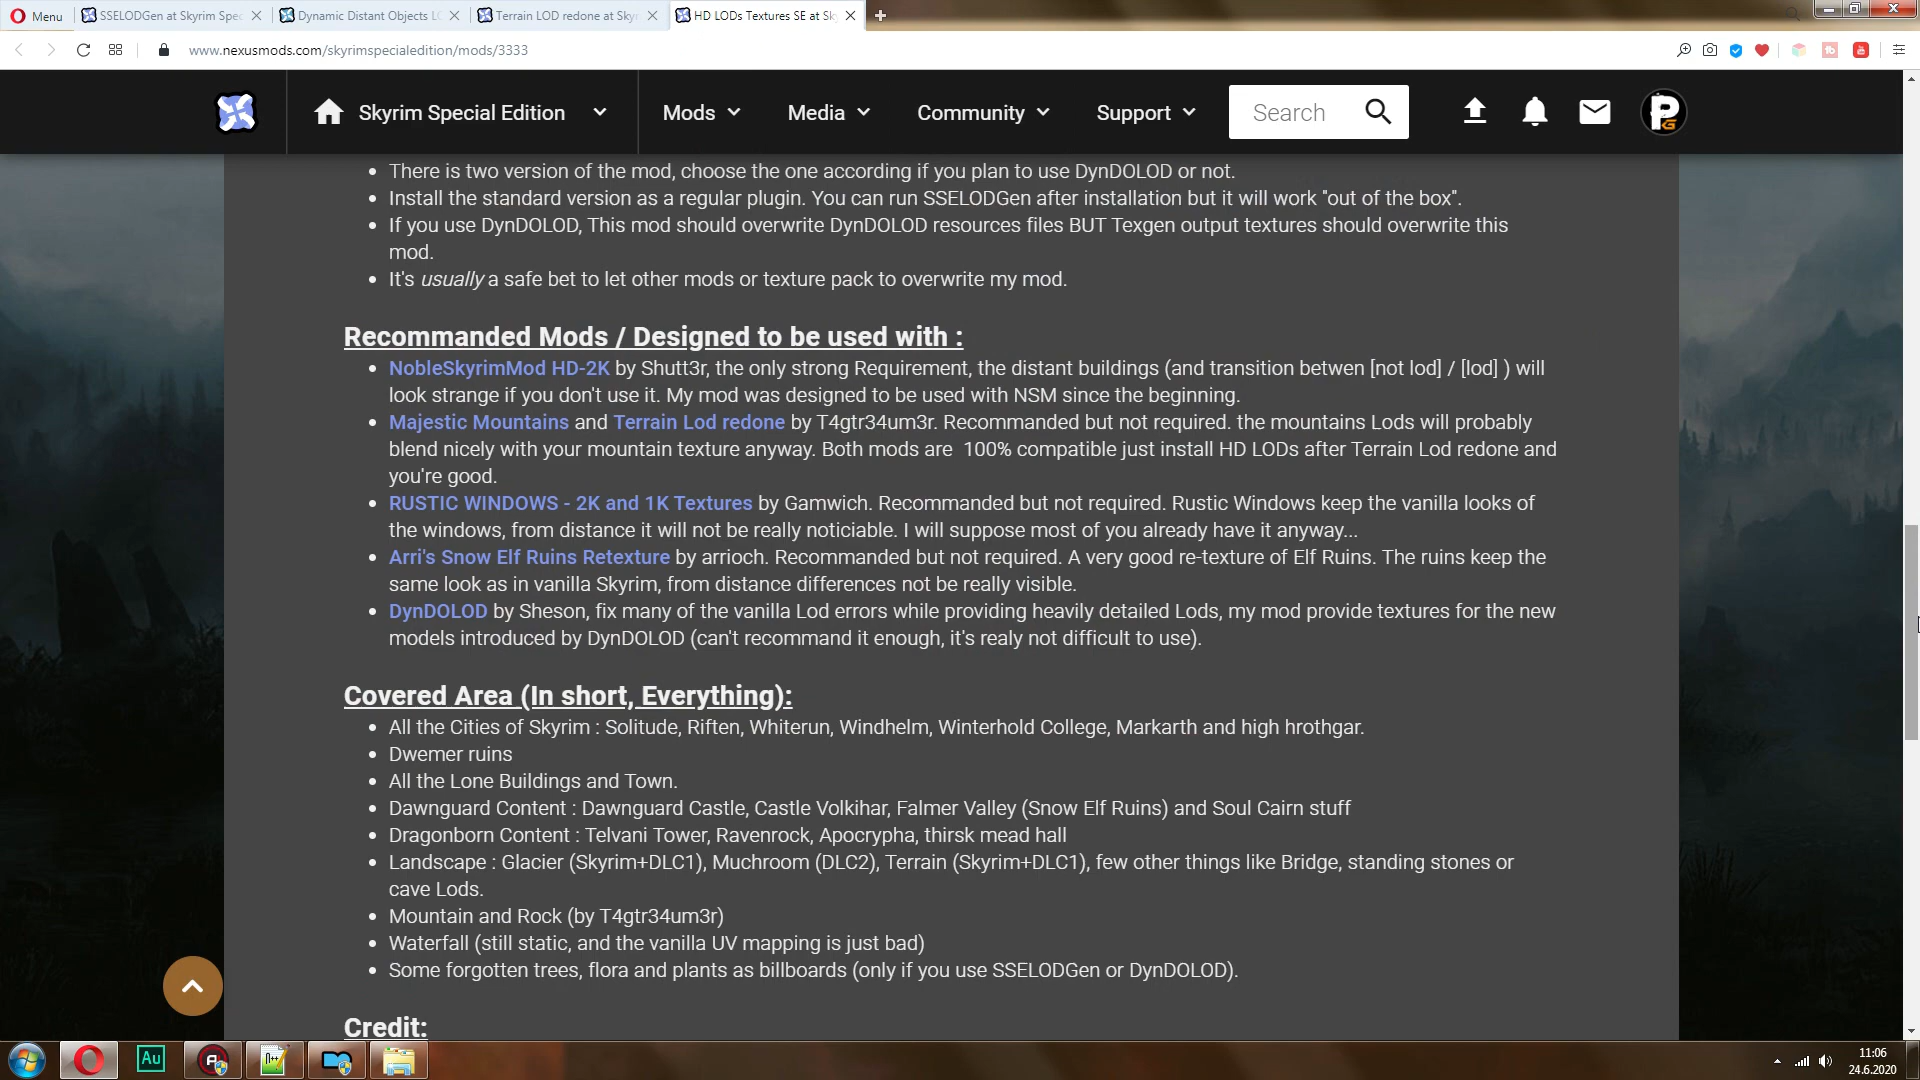 Menu
SSELODGen at Skyrim Spec
Dynamic Distant Objects LO
Terrain LOD redone at Sky
HD LODs Textures SE at Sk
www.nexusmods.com/skyrimspecialedition/mods/3333
Skyrim Special Edition
Mods
Media
Community
Support
Search
There is two version of the mod, choose the one according if you plan to use DynDOLOD or not.
Install the standard version as a regular plugin. You can run SSELODGen after installation but it will work "out of the box".
If you use DynDOLOD, This mod should overwrite DynDOLOD resources files BUT Texgen output textures should overwrite this
mod.
It's usually a safe bet to let other mods or texture pack to overwrite my mod.
Recommanded Mods / Designed to be used with :
NobleSkyrimMod HD-2K by Shutt3r, the only strong Requirement, the distant buildings (and transition betwen [not lod] / [lod] ) will
look strange if you don't use it. My mod was designed to be used with NSM since the beginning.
Majestic Mountains and Terrain Lod redone by T4gtr34um3r. Recommanded but not required. the mountains Lods will probably
blend nicely with your mountain texture anyway. Both mods are  100% compatible just install HD LODs after Terrain Lod redone and
you're good.
RUSTIC WINDOWS - 2K and 1K Textures by Gamwich. Recommanded but not required. Rustic Windows keep the vanilla looks of
the windows, from distance it will not be really noticiable. I will suppose most of you already have it anyway...
Arri's Snow Elf Ruins Retexture by arrioch. Recommanded but not required. A very good re-texture of Elf Ruins. The ruins keep the
same look as in vanilla Skyrim, from distance differences not be really visible.
DynDOLOD by Sheson, fix many of the vanilla Lod errors while providing heavily detailed Lods, my mod provide textures for the new
models introduced by DynDOLOD (can't recommand it enough, it's realy not difficult to use).
Covered Area (In short, Everything):
All the Cities of Skyrim : Solitude, Riften, Whiterun, Windhelm, Winterhold College, Markarth and high hrothgar.
Dwemer ruins
All the Lone Buildings and Town.
Dawnguard Content : Dawnguard Castle, Castle Volkihar, Falmer Valley (Snow Elf Ruins) and Soul Cairn stuff
Dragonborn Content : Telvani Tower, Ravenrock, Apocrypha, thirsk mead hall
Landscape : Glacier (Skyrim+DLC1), Muchroom (DLC2), Terrain (Skyrim+DLC1), few other things like Bridge, standing stones or
cave Lods.
Mountain and Rock (by T4gtr34um3r)
Waterfall (still static, and the vanilla UV mapping is just bad)
Some forgotten trees, flora and plants as billboards (only if you use SSELODGen or DynDOLOD).
Credit:
Au
11:06
24.6.2020